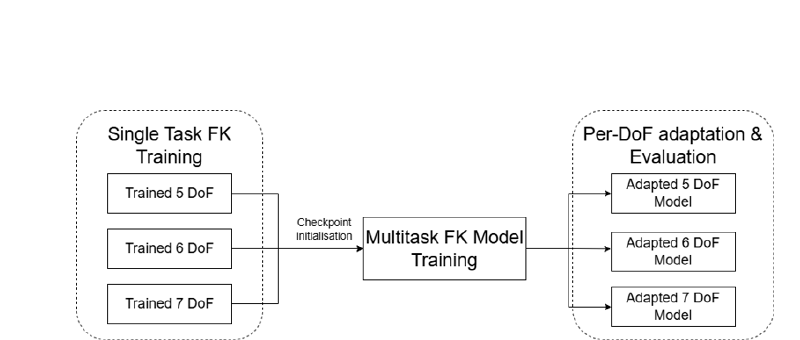 Single Task FK
Training
Trained 5 DoF
Trained 6 DoF
Trained 7 DoF
Checkpoint
initialisation
Multitask FK Model
Training
Per-DoF adaptation &
Evaluation
Adapted 5 DoF
Model
Adapted 6 DoF
Model
Adapted 7 DoF
Model